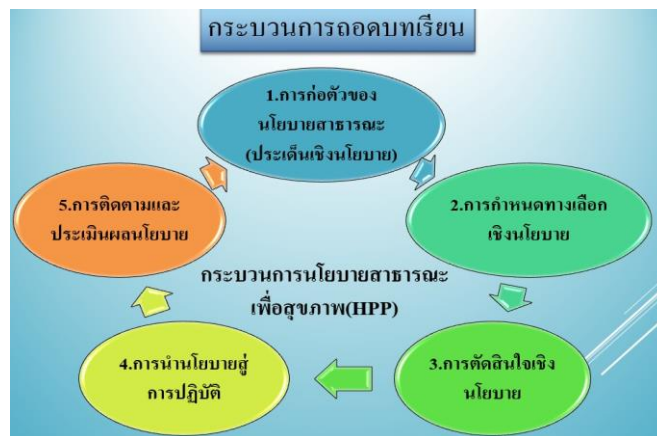 กระบวนการถอดบทเรียน
1.การก่อตัวของ
นโยบายสาธารณะ
(ประเด็นเชิงนโยบาย)
2.การกำหนดทางเลือก
เชิงนโยบาย
3.การตัดสินใจเชิง
นโยบาย
4.การนำนโยบายสู่
การปฏิบัติ
5.การติดตามและ
ประเมินผลนโยบาย
กระบวนการนโยบายสาธารณะ
เพื่อสุขภาพ(HPP)